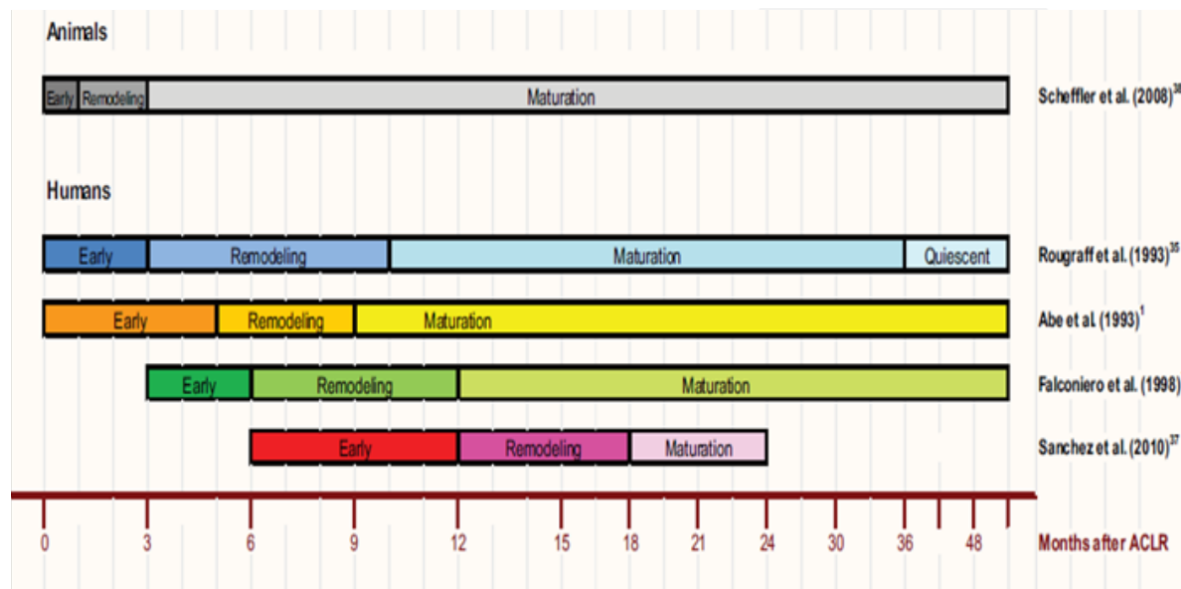 Animals
Early Remodeling Maturation Scheffler et al. (2008)38
Humans
Early Remodeling Maturation Quiescent Rougraff et al. (1993)35
Early Remodeling Maturation Abe et al. (1993)1
Early Remodeling Maturation Falconiero et al. (1998)
Early Remodeling Maturation Sanchez et al. (2010)37
0 3 6 9 12 15 18 21 24 30 36 48 Months after ACLR